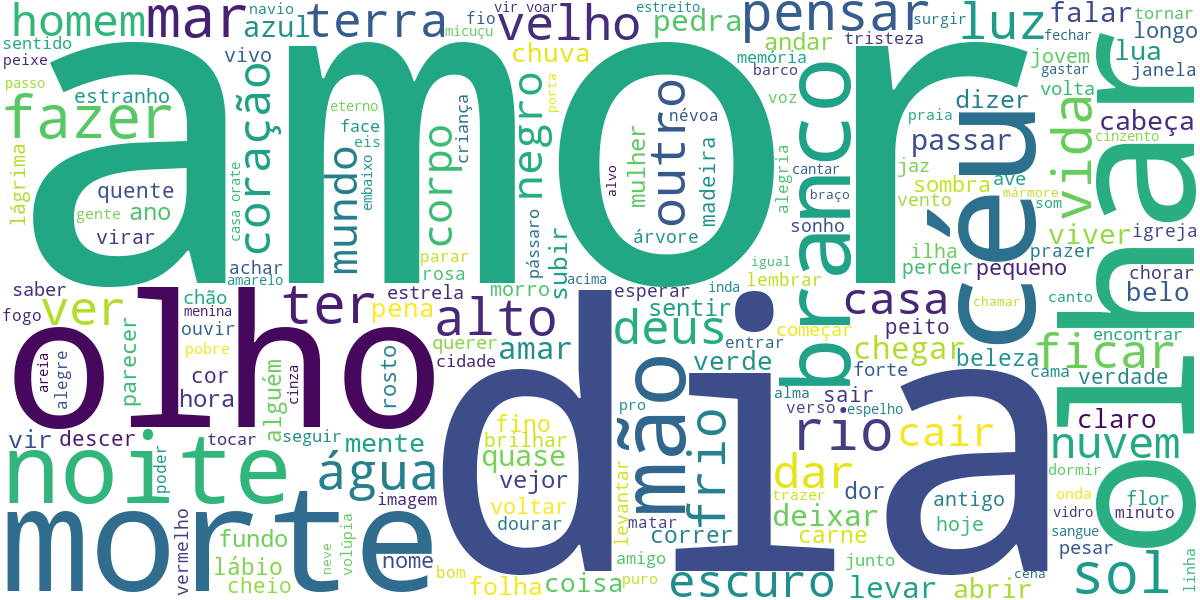 homem
mar
azul
navio
terra
fio
micuçu
velho
vir voar
estreito
pedra
pensar
surgir
luz
falar
tornar
longo
fechar
sentido
peixe
passo
vivo
chuva
andar
memória
barco
tristeza
jovem
lua
janela
gastar
volta
amor
estranho
fazer
coração
eterno
face
eis
criança
negro
porta
névoa
voz
branco
praia
dizer
passar
céu
vida
cabeça
cinzento
olhar
lágrima
quente
gente
ano
virar
casa orate
mundo
embaixo
corpo
parar
rosa
pássaro
subir
alvo
mulher
outro
madeira
árvore
alegria
cantar
braço
sonho
jaz
sombra
ave
vento
mármore
som
ilha
perder
pequeno
prazer
viver
igreja
achar
amarelo
saber
fogo
ver
chão
menina
ouvir
pobre
ter
estrela
pena
morro
acima
esperar
inda
igual
lembrar
casa
chamar
canto
chorar
belo
olho
areia
alegre
parecer
cor
hora
alguém
cinza
rosto
alto
querer
cidade
amar
dia
deus
sentir
entrar
verde
começar
peito
chegar
forte
beleza
cama
ficar
encontrar
verdade
vir
descer
tocar
seguir
mente
fino
brilhar
quase
vejor
voltar
dourar
pro
mão
frio
alma
verso
espelho
sair
rio
cair
claro
nuvem
dormir
noite
poder
água
imagem
levantar
matar
correr
dar
trazer
dor
deixar
carne
antigo
hoje
onda
vidro
flor
minuto
sangue
pesar
morte
vermelho
fundo
lábio
cheio
neve
volúpia
nome
bom
folha
coisa
amigo
puro
escuro
junto
levar
abrir
cena
sol
linha